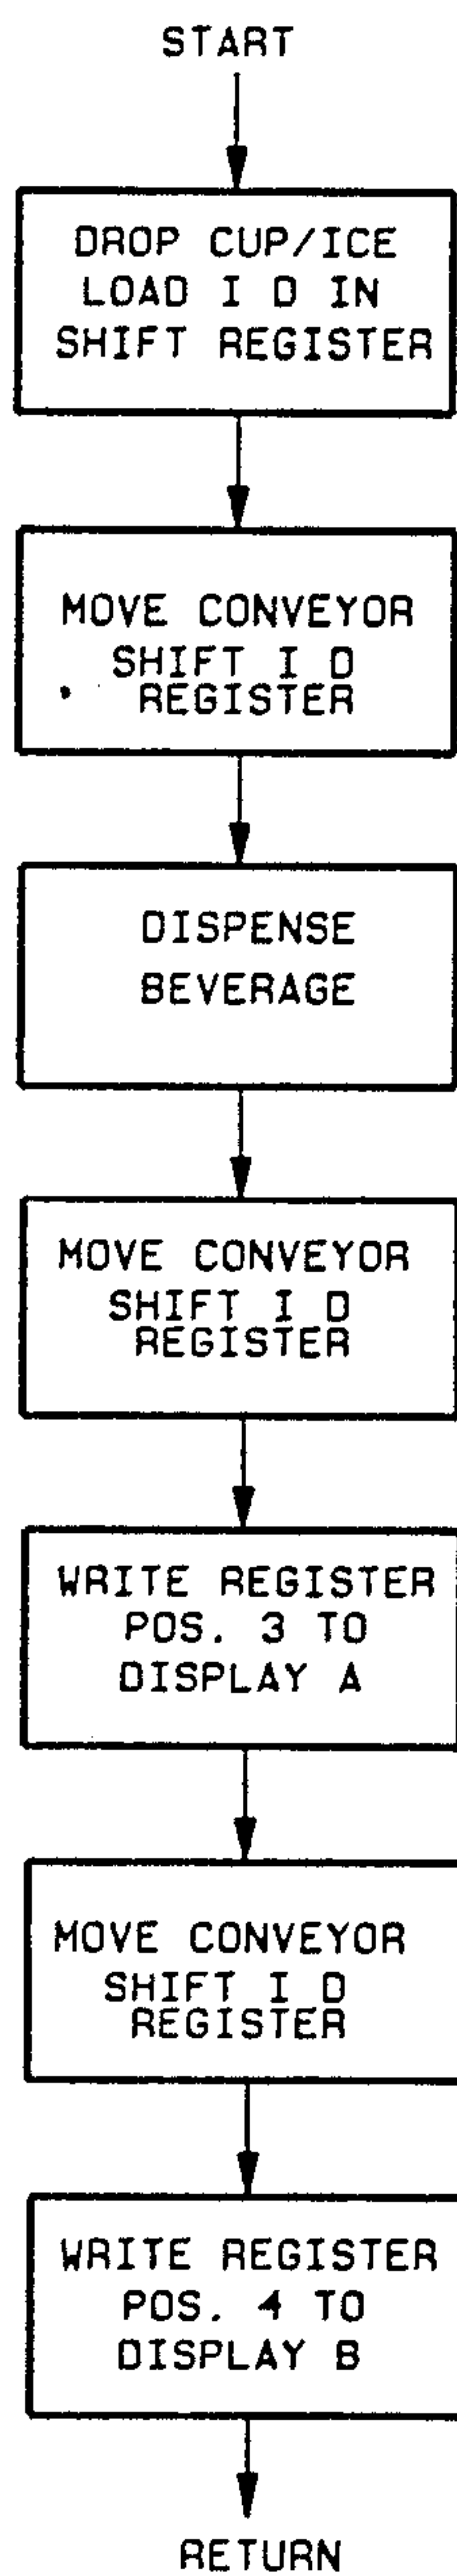 START
DROP CUP/ICE
LOAD I D IN
SHIFT REGISTER
MOVE CONVEYOR
SHIFT I D
REGISTER
DISPENSE
BEVERAGE
MOVE CONVEYOR
SHIFT I D
REGISTER
WRITE REGISTER
POS. 3 TO
DISPLAY A
MOVE CONVEYOR
SHIFT I D
REGISTER
WRITE REGISTER
POS. 4 TO
DISPLAY B
RETURN